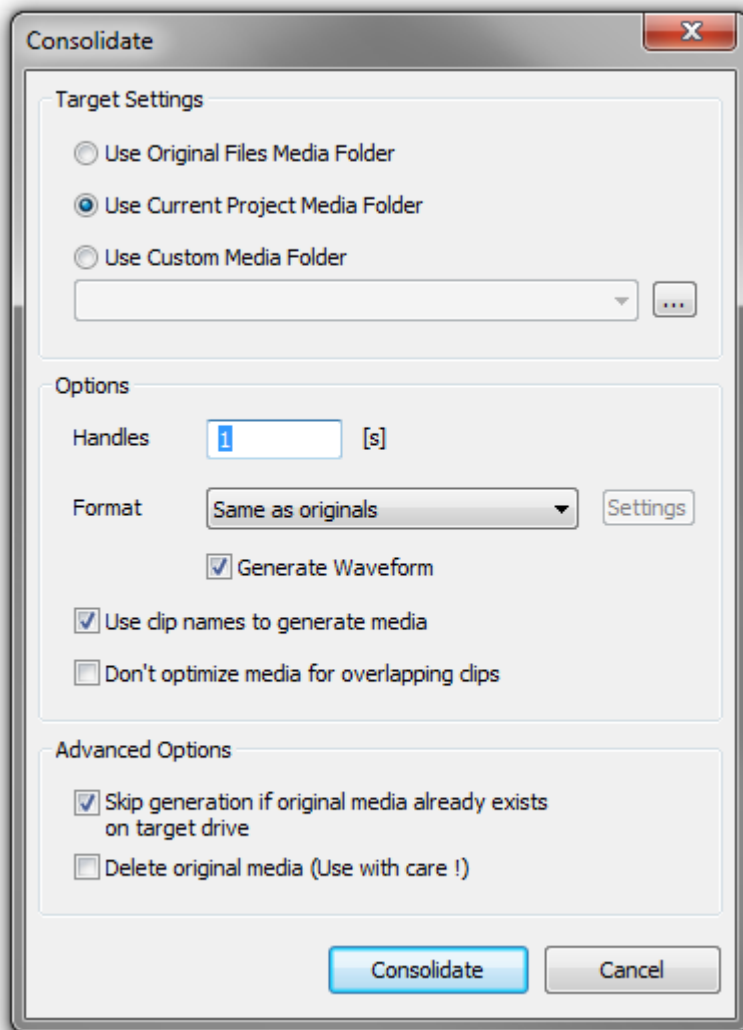 Consolidate
Target Settings
Use Original Files Media Folder
Use Current Project Media Folder
Use Custom Media Folder
...
Options
Handles 1 [s]
Format Same as originals Settings
Generate Waveform
Use clip names to generate media
Don't optimize media for overlapping clips
Advanced Options
Skip generation if original media already exists
on target drive
Delete original media (Use with care !)
Consolidate Cancel